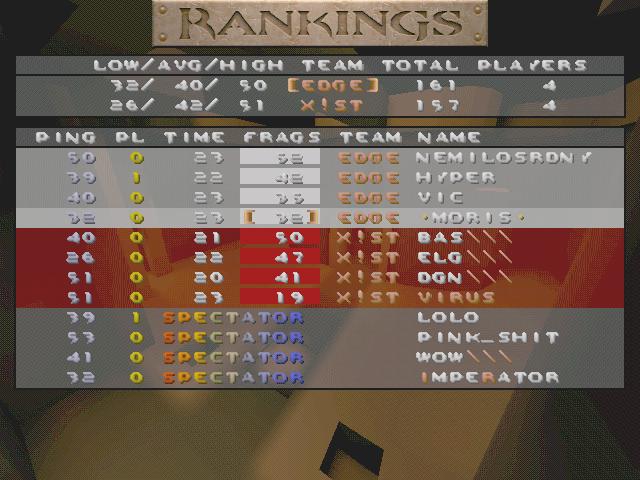 RANKINGS
LOW/AVG/HIGH TEAM TOTAL PLAYERS
32/ 40/ 50 [EDGE] 161 4
26/ 42/ 51 X!ST 157 4
PING PL TIME FRAGS TEAM NAME
50 0 23 52 EDGE NEMILOSRDNY
39 1 22 42 EDGE HYPER
40 0 23 35 EDGE VIC
32 0 23 [ 32] EDGE •MORIS•
40 0 21 50 X!ST BAS\\\
26 0 22 47 X!ST ELG\\\
51 0 20 41 X!ST DGN\\\
51 0 23 19 X!ST VIRUS
39 1 SPECTATOR LOLO
53 0 SPECTATOR PINK_SHIT
41 0 SPECTATOR WOW\\\
32 0 SPECTATOR IMPERATOR